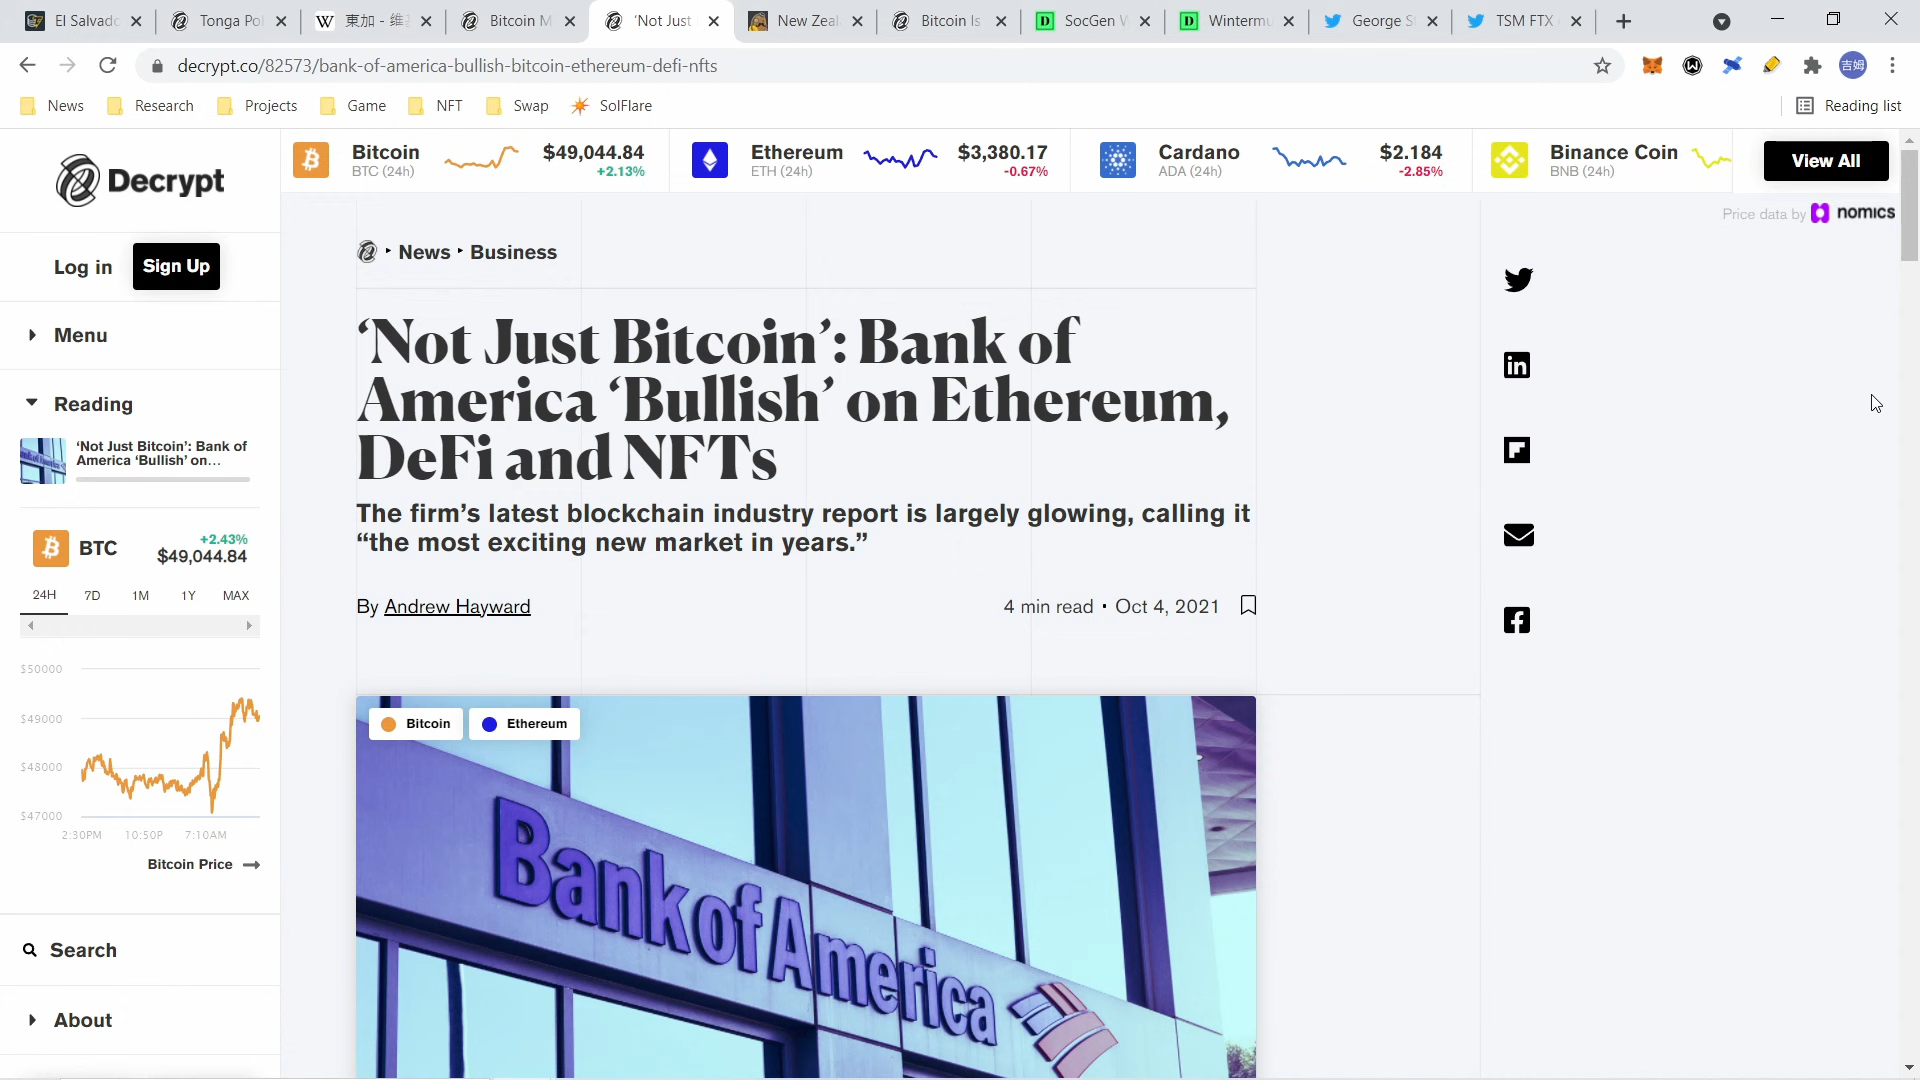 El Salvado
Tonga Pol
W 東加 - 維基
Bitcoin M
'Not Just
New Zeal
Bitcoin Is
D SocGen W
D Wintermu
George S
TSM FTX
decrypt.co/82573/bank-of-america-bullish-bitcoin-ethereum-defi-nfts
吉姆
News
Research
Projects
Game
NFT
Swap
SolFlare
Reading list
Decrypt
Bitcoin
BTC (24h)
$49,044.84
+2.13%
Ethereum
ETH (24h)
$3,380.17
-0.67%
Cardano
ADA (24h)
$2.184
-2.85%
Binance Coin
BNB (24h)
View All
Price data by nomics
Log in
Sign Up
Menu
Reading
‘Not Just Bitcoin’: Bank of
America ‘Bullish’ on...
BTC
+2.43%
$49,044.84
24H 7D 1M 1Y MAX
$50000
$49000
$48000
$47000
2:30PM 10:50P 7:10AM
Bitcoin Price
Search
About
News
Business
‘Not Just Bitcoin’: Bank of
America ‘Bullish’ on Ethereum,
DeFi and NFTs
The firm’s latest blockchain industry report is largely glowing, calling it
“the most exciting new market in years.”
By Andrew Hayward
4 min read • Oct 4, 2021
Bitcoin
Ethereum
Bank of America